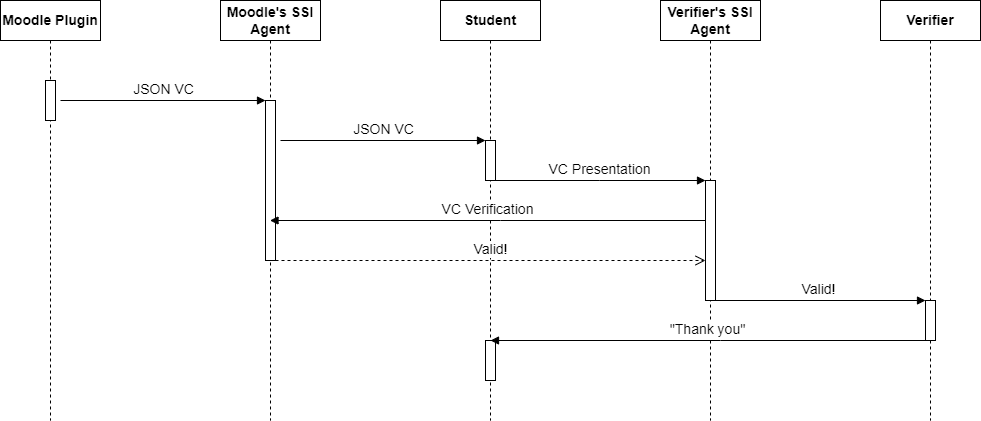 Moodle Plugin
Moodle's SSI
Agent
Student
Verifier's SSI
Agent
Verifier
JSON VC
JSON VC
VC Presentation
VC Verification
Valid!
Valid!
"Thank you"